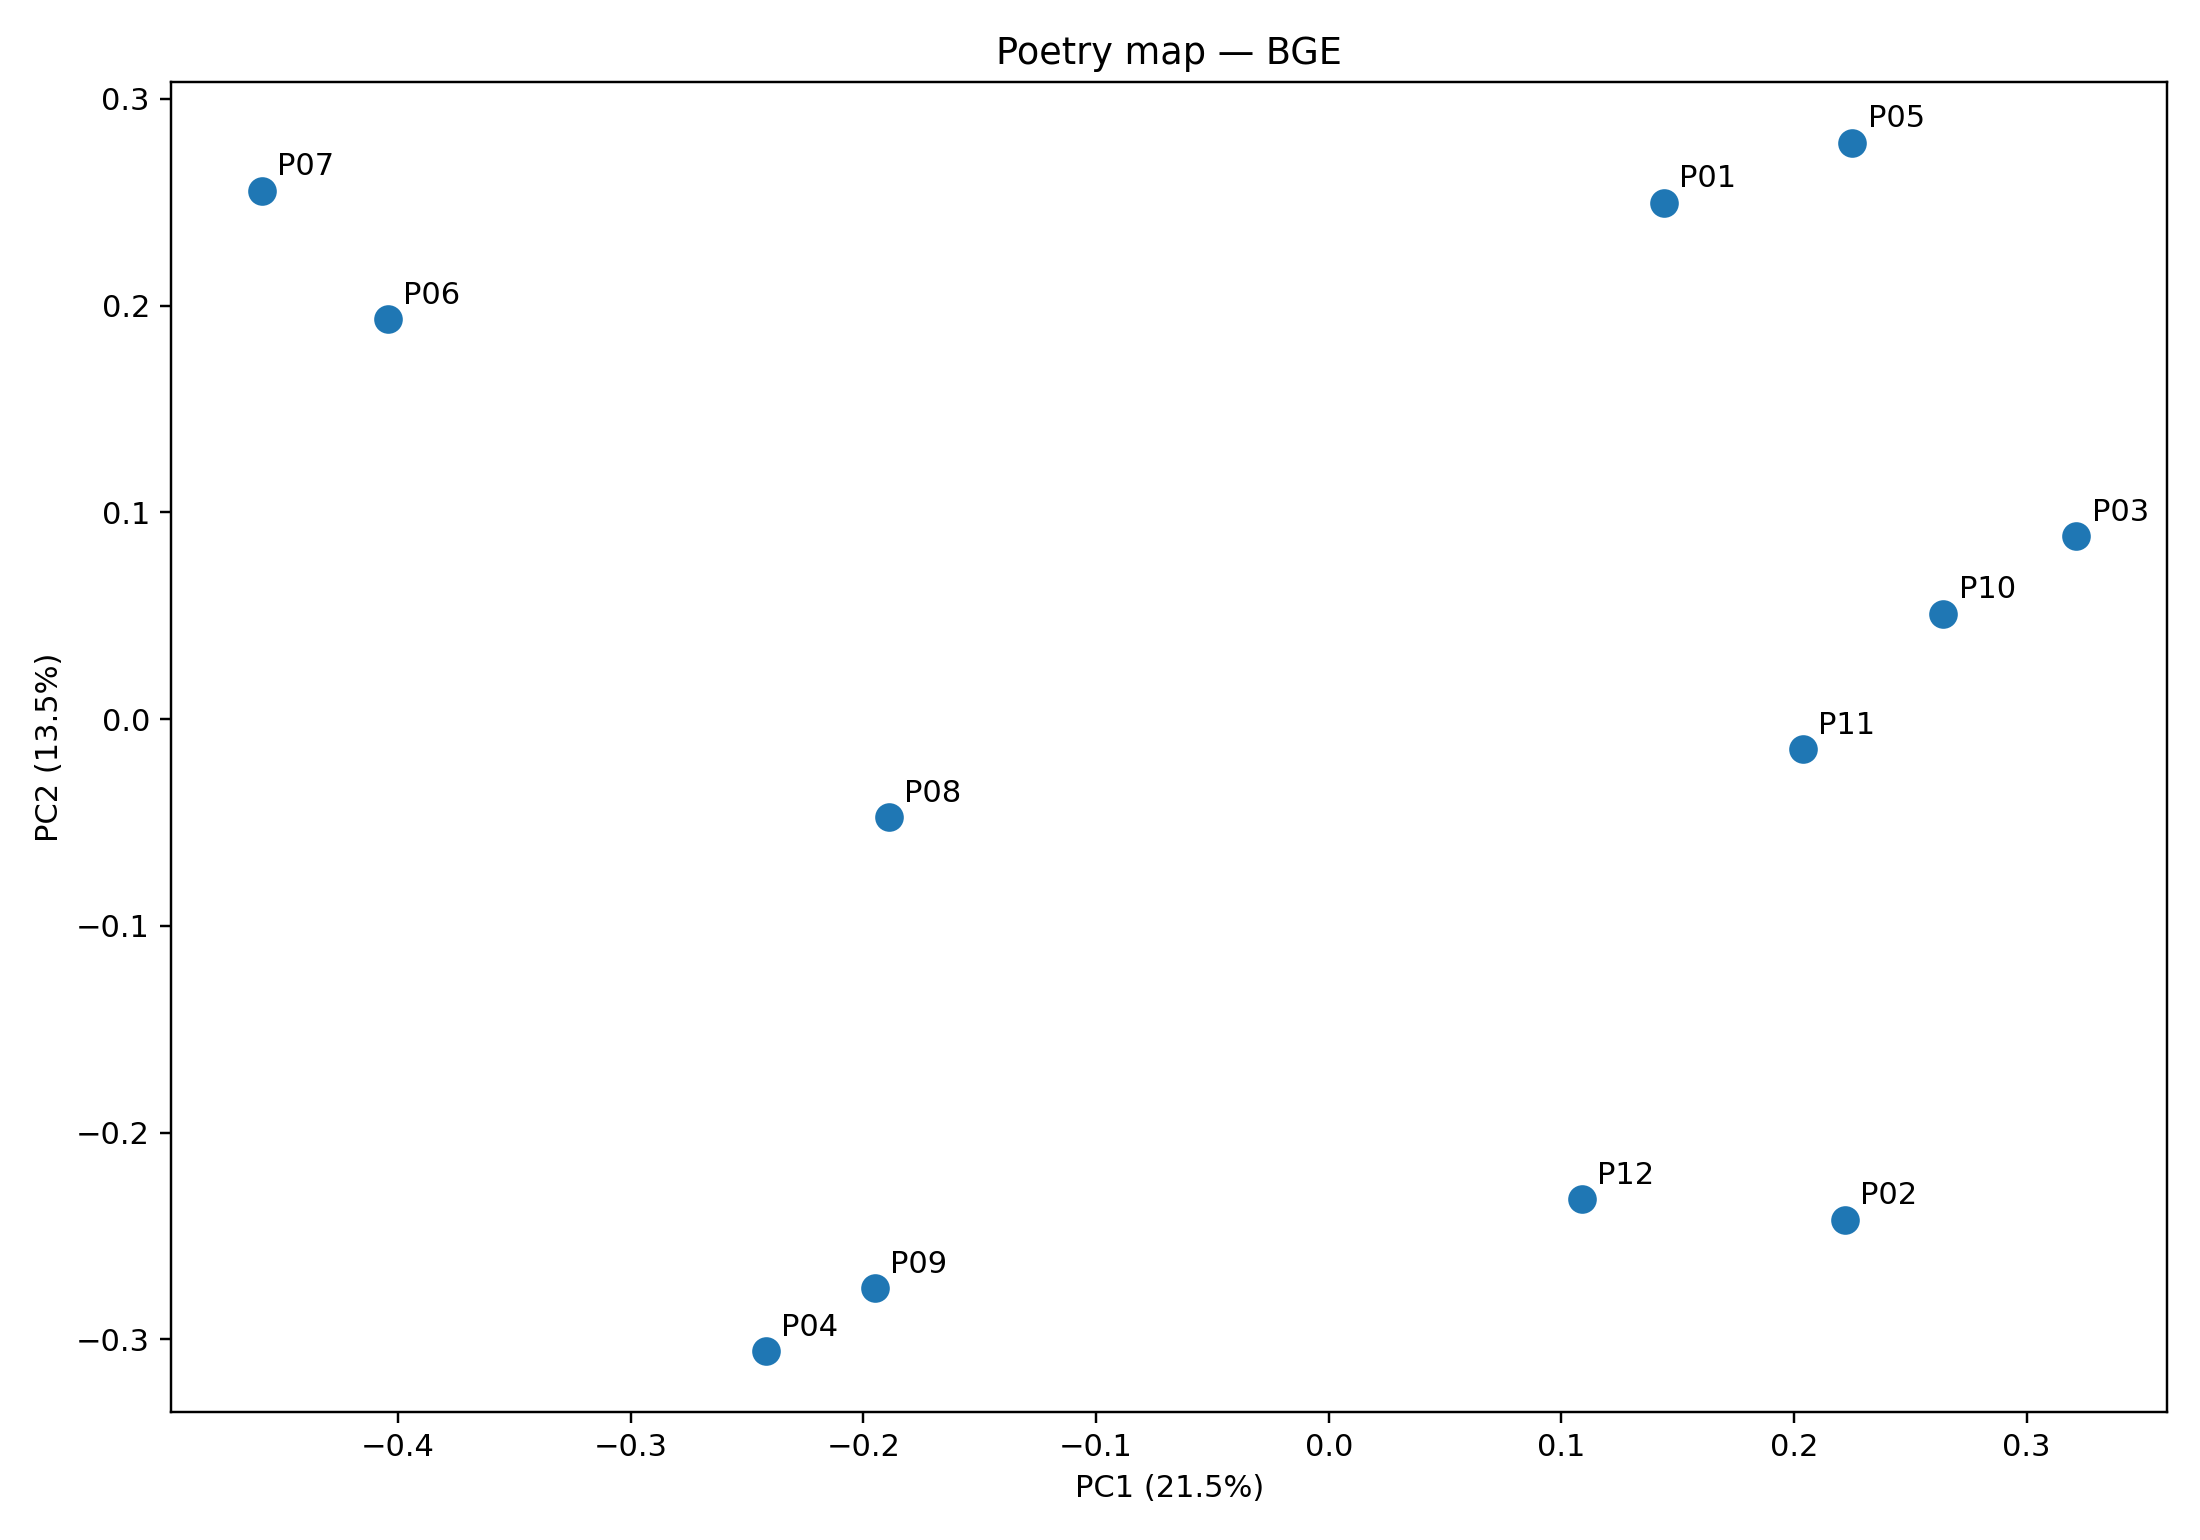 Poetry map — BGE
0.3
P05
P07
P01
P06
0.2
0.1
P03
P10
PC2 (13.5%)
0.0
P11
P08
−0.1
−0.2
P12
P02
P09
P04
−0.3
−0.4 −0.3 −0.2 −0.1 0.0 0.1 0.2 0.3
PC1 (21.5%)